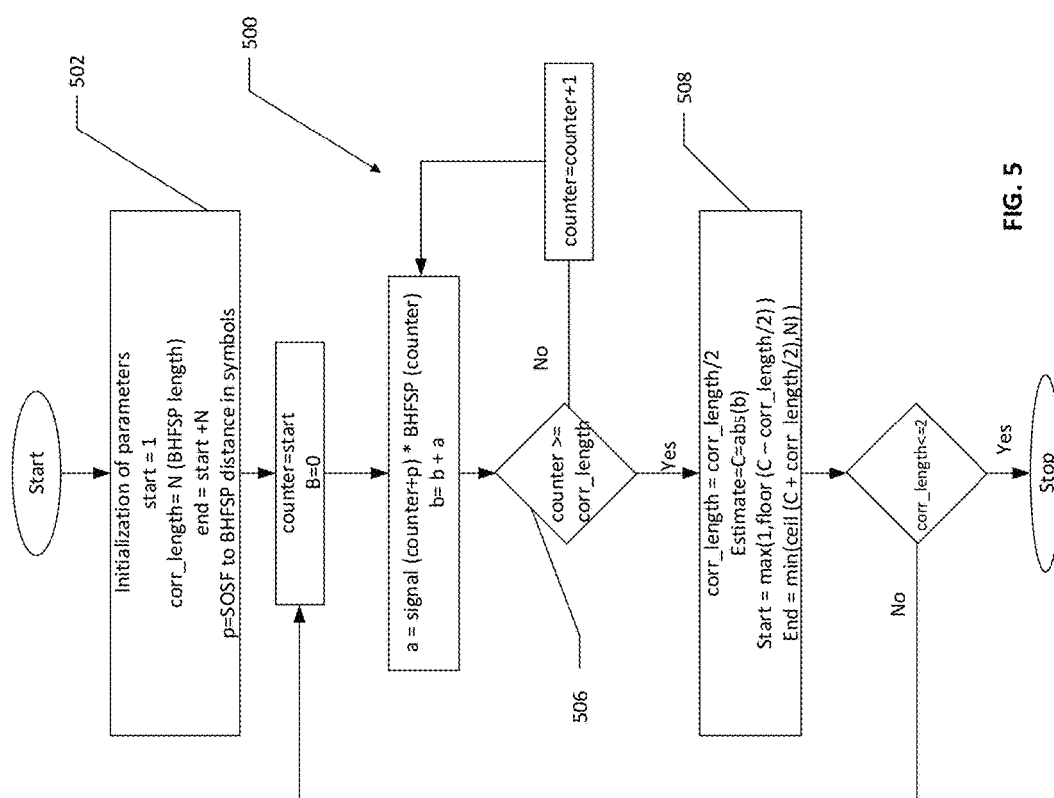 Start
502
500
Initialization of parameters
start = 1
corr_length= N (BHFSP length)
end = start +N
p=SOSF to BHFSP distance in symbols
counter=start
B=0
a = signal (counter+p) * BHFSP (counter)
b= b + a
counter=counter+1
506
counter >=
corr_length
No
Yes
508
corr_length = corr_length/2
Estimate=C=abs(b)
Start = max(1,floor (C – corr_length/2) )
End = min(ceil (C + corr_length/2),N) )
corr_length<=2
No
Yes
Stop
FIG. 5